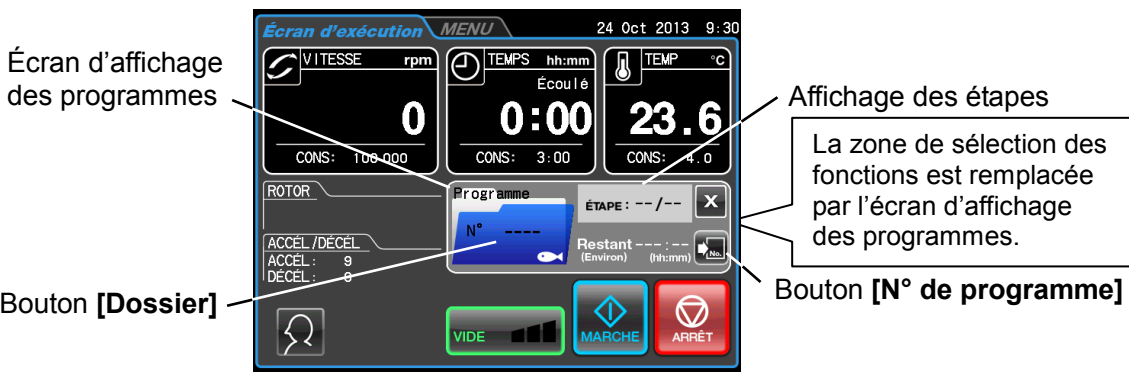 Écran d'exécution MENU 24 Oct 2013 9:30
Écran d'affichage
des programmes
VITESSE rpm
0
CONS: 100.000
TEMPS hh:mm
Écoulé
0:00
CONS: 3:00
TEMP °C
23.6
CONS: 4.0
Affichage des étapes
La zone de sélection des
fonctions est remplacée
par l'écran d'affichage
des programmes.
ROTOR
Programme
N° ----
ÉTAPE : --/--
X
Restant ---:--
(Environ) (hh:mm)
No.
ACCÉL/DÉCÉL
ACCÉL: 9
DÉCÉL: 9
Bouton [Dossier]
Bouton [N° de programme]
VIDE
MARCHE
ARRÊT